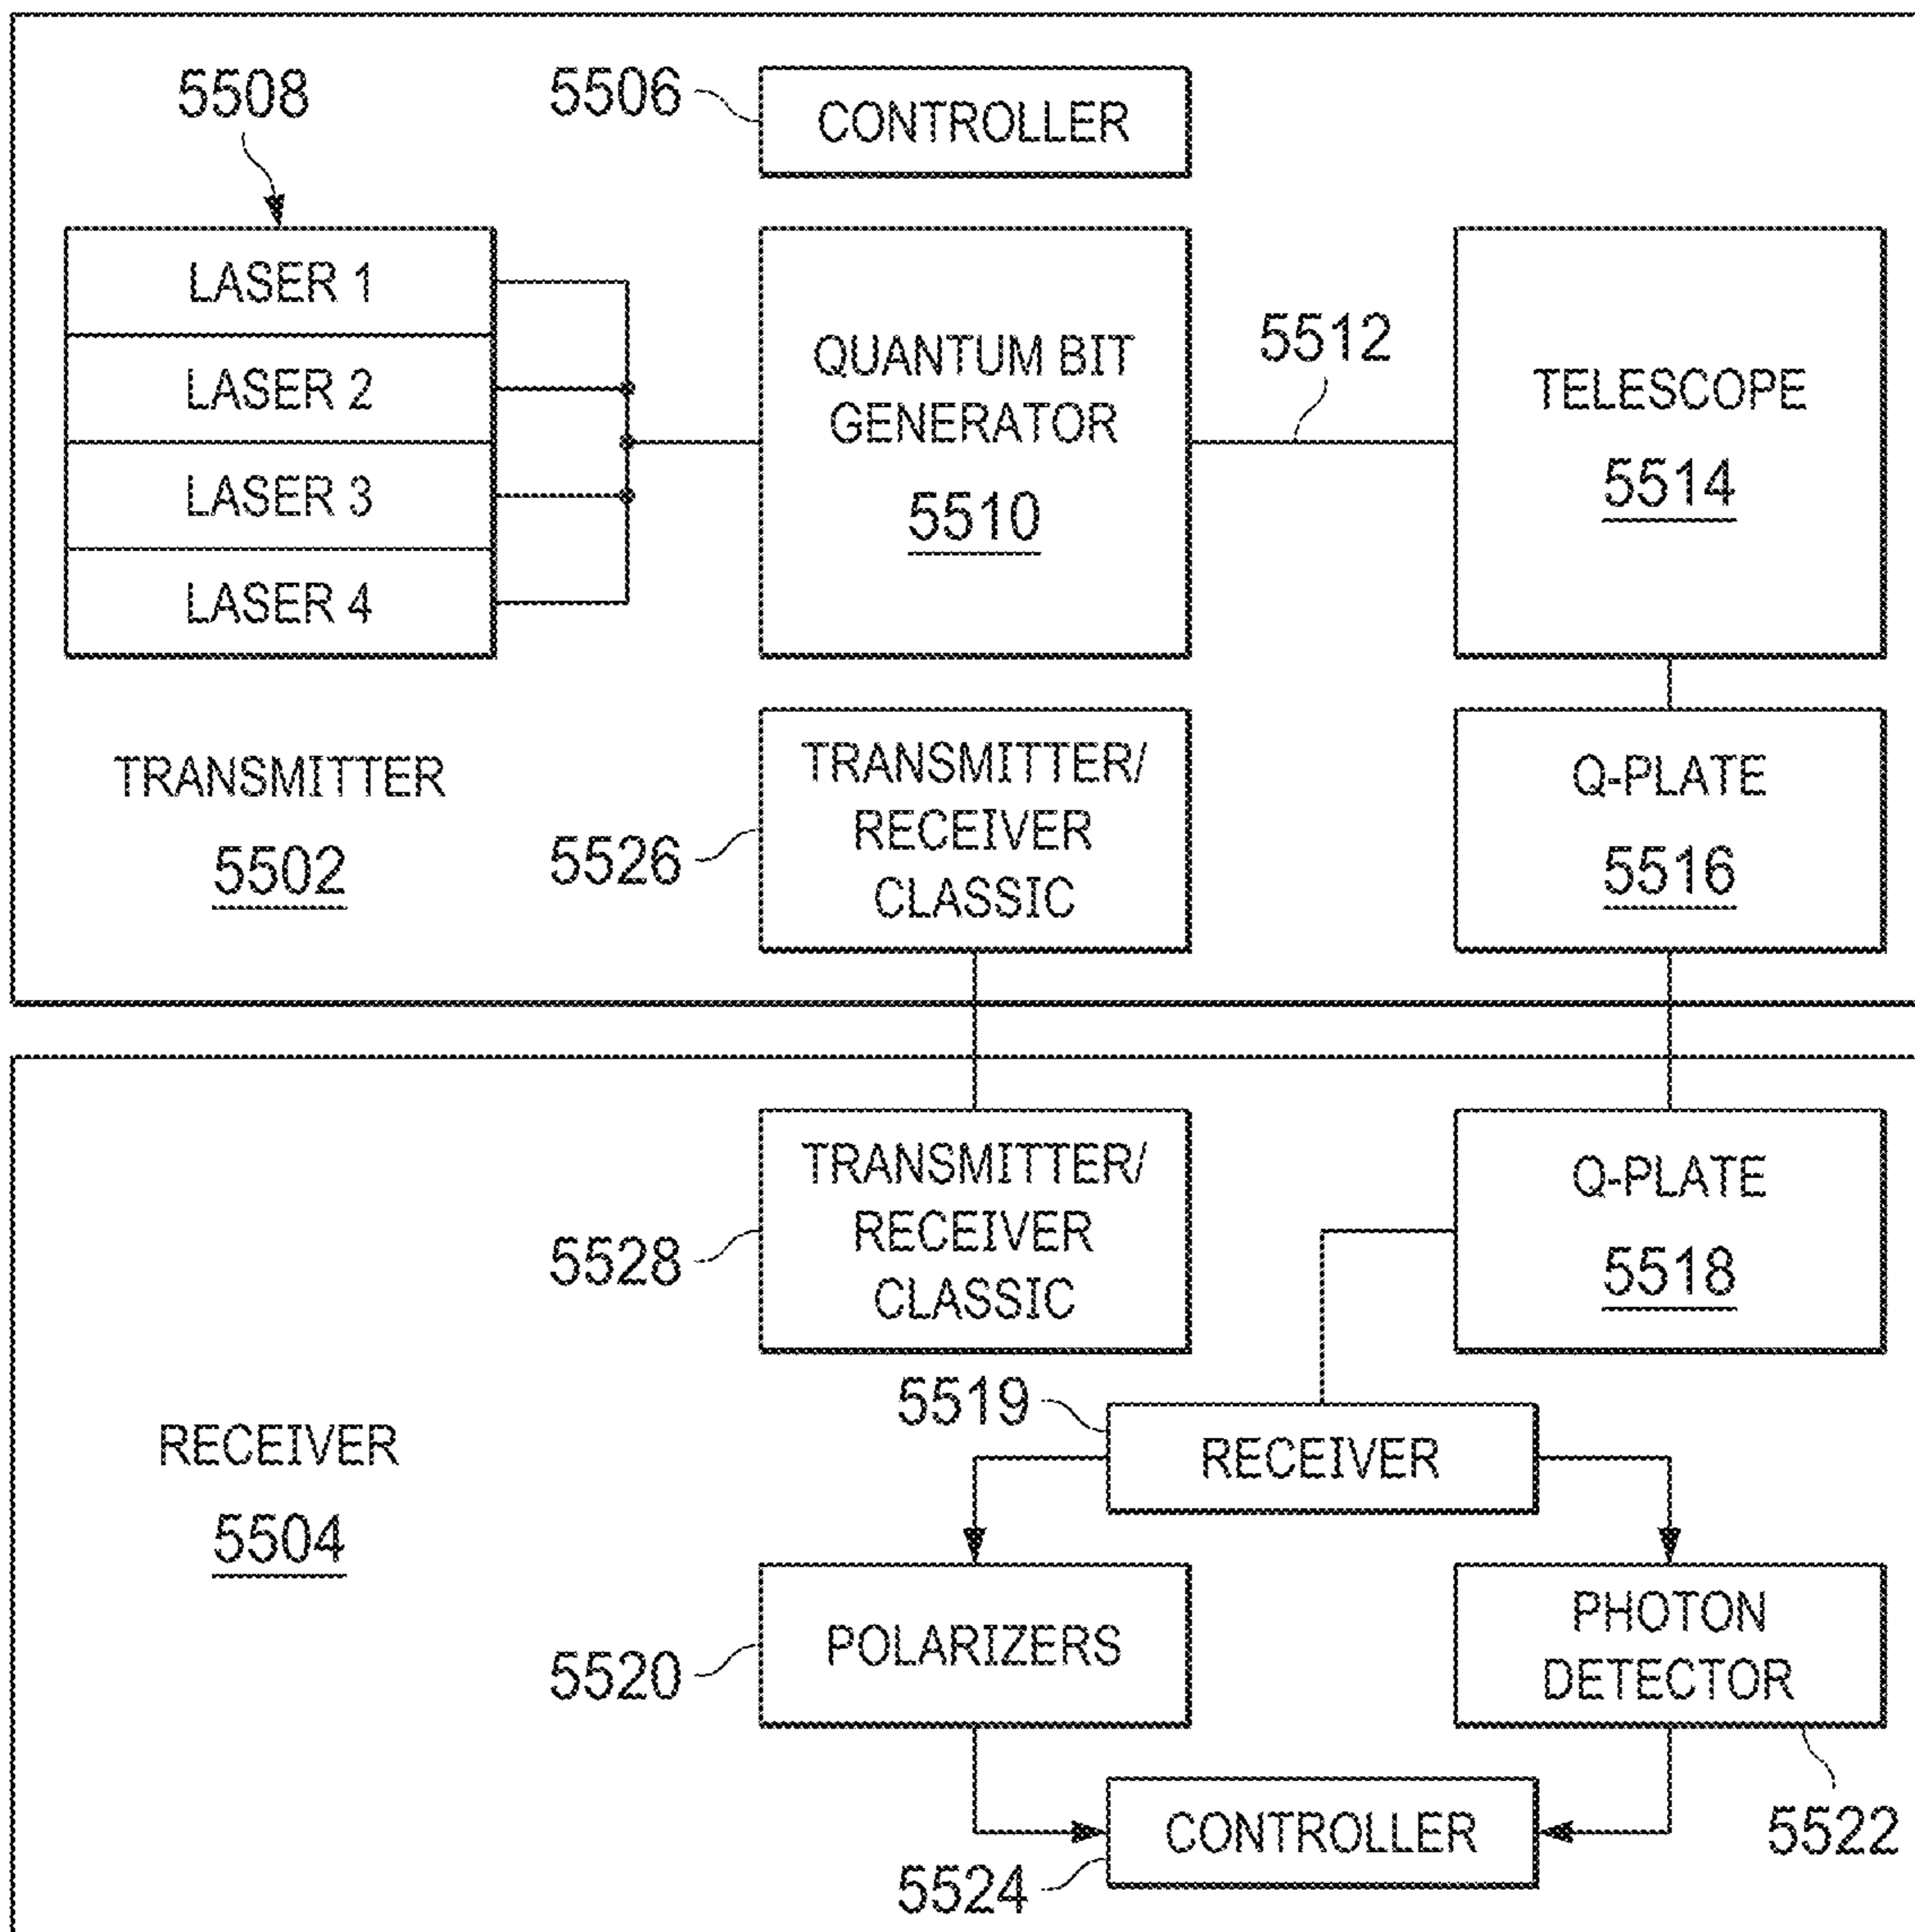 5508
5506
CONTROLLER
LASER 1
LASER 2
LASER 3
LASER 4
QUANTUM BIT
GENERATOR
5510
5512
TELESCOPE
5514
TRANSMITTER
5502
5526
TRANSMITTER/
RECEIVER
CLASSIC
Q-PLATE
5516
5528
TRANSMITTER/
RECEIVER
CLASSIC
Q-PLATE
5518
RECEIVER
5504
5519
RECEIVER
5520
POLARIZERS
PHOTON
DETECTOR
5522
CONTROLLER
5524